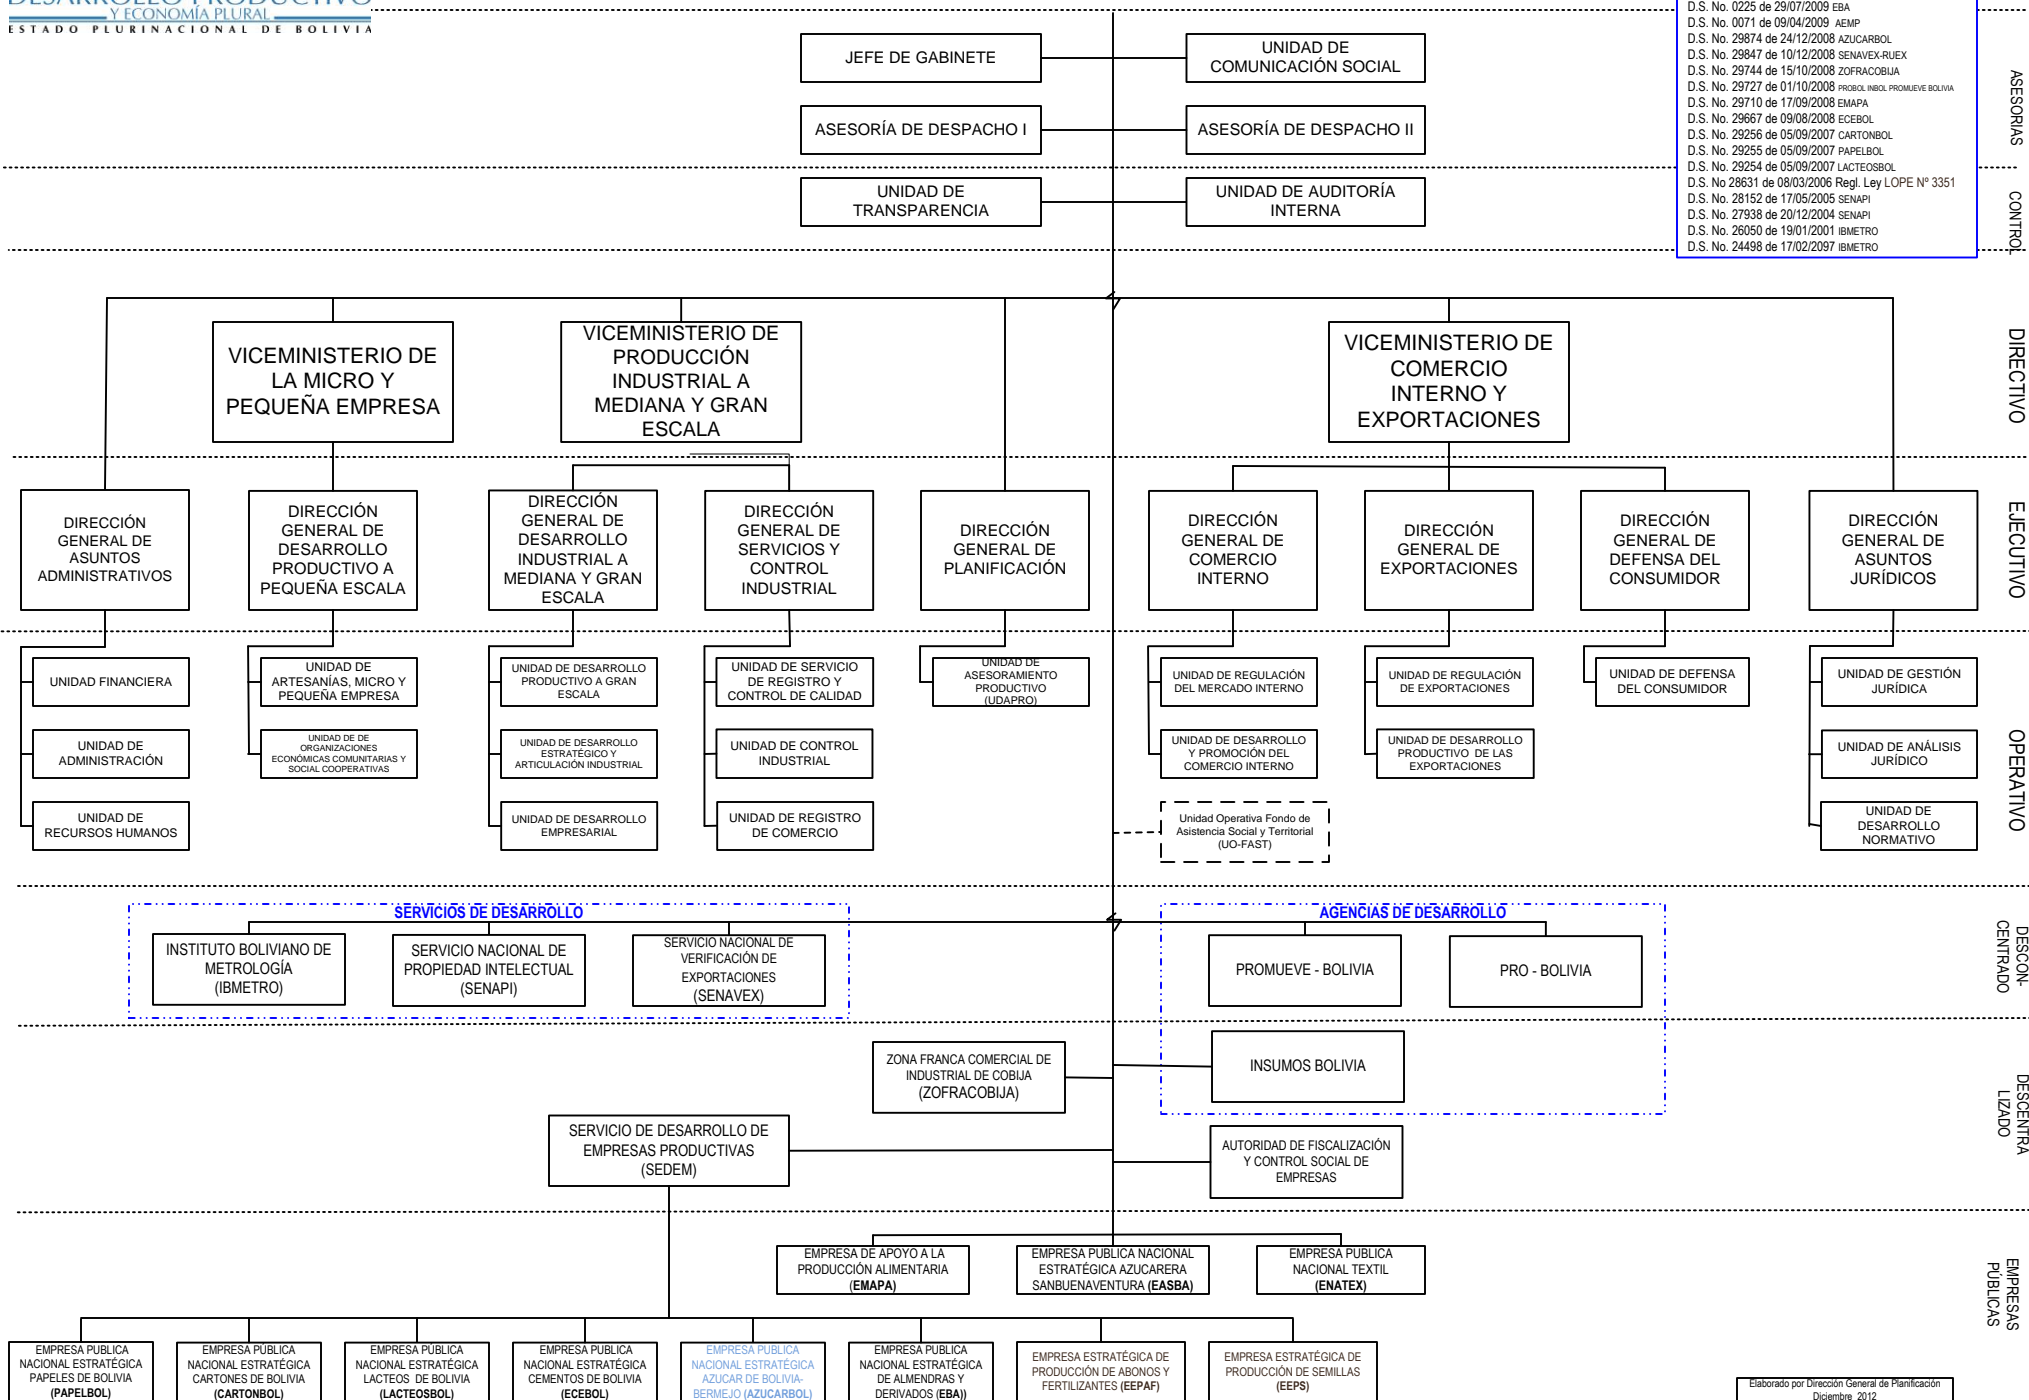 DESARROLLO PRODUCTIVO
Y ECONOMÍA PLURAL
ESTADO PLURINACIONAL DE BOLIVIA
D.S. No. 0225 de 29/07/2009 EBA
D.S. No. 0071 de 09/04/2009 AEMP
D.S. No. 29874 de 24/12/2008 AZUCARBOL
D.S. No. 29847 de 10/12/2008 SENAVEX-RUEX
D.S. No. 29744 de 15/10/2008 ZOFRACOBIJA
D.S. No. 29727 de 01/10/2008 PROBOL INBOL PROMUEVE BOLIVIA
D.S. No. 29710 de 17/09/2008 EMAPA
D.S. No. 29667 de 09/08/2008 ECEBOL
D.S. No. 29256 de 05/09/2007 CARTONBOL
D.S. No. 29255 de 05/09/2007 PAPELBOL
D.S. No. 29254 de 05/09/2007 LACTEOSBOL
D.S. No 28631 de 08/03/2006 Regl. Ley LOPE Nº 3351
D.S. No. 28152 de 17/05/2005 SENAPI
D.S. No. 27938 de 20/12/2004 SENAPI
D.S. No. 26050 de 19/01/2001 IBMETRO
D.S. No. 24498 de 17/02/2097 IBMETRO
JEFE DE GABINETE
UNIDAD DE
COMUNICACIÓN SOCIAL
ASESORÍA DE DESPACHO I
ASESORÍA DE DESPACHO II
ASESORIAS
UNIDAD DE
TRANSPARENCIA
UNIDAD DE AUDITORÍA
INTERNA
CONTROL
VICEMINISTERIO DE
LA MICRO Y
PEQUEÑA EMPRESA
VICEMINISTERIO DE
PRODUCCIÓN
INDUSTRIAL A
MEDIANA Y GRAN
ESCALA
VICEMINISTERIO DE
COMERCIO
INTERNO Y
EXPORTACIONES
DIRECTIVO
DIRECCIÓN
GENERAL DE
ASUNTOS
ADMINISTRATIVOS
DIRECCIÓN
GENERAL DE
DESARROLLO
PRODUCTIVO A
PEQUEÑA ESCALA
DIRECCIÓN
GENERAL DE
DESARROLLO
INDUSTRIAL A
MEDIANA Y GRAN
ESCALA
DIRECCIÓN
GENERAL DE
SERVICIOS Y
CONTROL
INDUSTRIAL
DIRECCIÓN
GENERAL DE
PLANIFICACIÓN
DIRECCIÓN
GENERAL DE
COMERCIO
INTERNO
DIRECCIÓN
GENERAL DE
EXPORTACIONES
DIRECCIÓN
GENERAL DE
DEFENSA DEL
CONSUMIDOR
DIRECCIÓN
GENERAL DE
ASUNTOS
JURÍDICOS
EJECUTIVO
UNIDAD FINANCIERA
UNIDAD DE
ARTESANÍAS, MICRO Y
PEQUEÑA EMPRESA
UNIDAD DE DESARROLLO
PRODUCTIVO A GRAN
ESCALA
UNIDAD DE SERVICIO
DE REGISTRO Y
CONTROL DE CALIDAD
UNIDAD DE
ASESORAMIENTO
PRODUCTIVO
(UDAPRO)
UNIDAD DE REGULACIÓN
DEL MERCADO INTERNO
UNIDAD DE REGULACIÓN
DE EXPORTACIONES
UNIDAD DE DEFENSA
DEL CONSUMIDOR
UNIDAD DE GESTIÓN
JURÍDICA
UNIDAD DE
ADMINISTRACIÓN
UNIDAD DE DE
ORGANIZACIONES
ECONÓMICAS COMUNITARIAS Y
SOCIAL COOPERATIVAS
UNIDAD DE DESARROLLO
ESTRATÉGICO Y
ARTICULACIÓN INDUSTRIAL
UNIDAD DE CONTROL
INDUSTRIAL
UNIDAD DE DESARROLLO
Y PROMOCIÓN DEL
COMERCIO INTERNO
UNIDAD DE DESARROLLO
PRODUCTIVO DE LAS
EXPORTACIONES
UNIDAD DE ANÁLISIS
JURÍDICO
OPERATIVO
UNIDAD DE
RECURSOS HUMANOS
UNIDAD DE DESARROLLO
EMPRESARIAL
UNIDAD DE REGISTRO
DE COMERCIO
Unidad Operativa Fondo de
Asistencia Social y Territorial
(UO-FAST)
UNIDAD DE
DESARROLLO
NORMATIVO
SERVICIOS DE DESARROLLO
AGENCIAS DE DESARROLLO
INSTITUTO BOLIVIANO DE
METROLOGÍA
(IBMETRO)
SERVICIO NACIONAL DE
PROPIEDAD INTELECTUAL
(SENAPI)
SERVICIO NACIONAL DE
VERIFICACIÓN DE
EXPORTACIONES
(SENAVEX)
PROMUEVE - BOLIVIA
PRO - BOLIVIA
DESCON-
CENTRADO
ZONA FRANCA COMERCIAL DE
INDUSTRIAL DE COBIJA
(ZOFRACOBIJA)
INSUMOS BOLIVIA
SERVICIO DE DESARROLLO DE
EMPRESAS PRODUCTIVAS
(SEDEM)
AUTORIDAD DE FISCALIZACIÓN
Y CONTROL SOCIAL DE
EMPRESAS
DESCENTRA
LIZADO
EMPRESA DE APOYO A LA
PRODUCCIÓN ALIMENTARIA
(EMAPA)
EMPRESA PUBLICA NACIONAL
ESTRATÉGICA AZUCARERA
SANBUENAVENTURA (EASBA)
EMPRESA PUBLICA
NACIONAL TEXTIL
(ENATEX)
EMPRESAS
PÚBLICAS
EMPRESA PUBLICA
NACIONAL ESTRATÉGICA
PAPELES DE BOLIVIA
(PAPELBOL)
EMPRESA PÚBLICA
NACIONAL ESTRATÉGICA
CARTONES DE BOLIVIA
(CARTONBOL)
EMPRESA PÚBLICA
NACIONAL ESTRATÉGICA
LACTEOS DE BOLIVIA
(LACTEOSBOL)
EMPRESA PUBLICA
NACIONAL ESTRATÉGICA
CEMENTOS DE BOLIVIA
(ECEBOL)
EMPRESA PUBLICA
NACIONAL ESTRATÉGICA
AZUCAR DE BOLIVIA-
BERMEJO (AZUCARBOL)
EMPRESA PUBLICA
NACIONAL ESTRATÉGICA
DE ALMENDRAS Y
DERIVADOS (EBA))
EMPRESA ESTRATÉGICA DE
PRODUCCIÓN DE ABONOS Y
FERTILIZANTES (EEPAF)
EMPRESA ESTRATÉGICA DE
PRODUCCIÓN DE SEMILLAS
(EEPS)
Elaborado por Dirección General de Planificación
Diciembre 2012